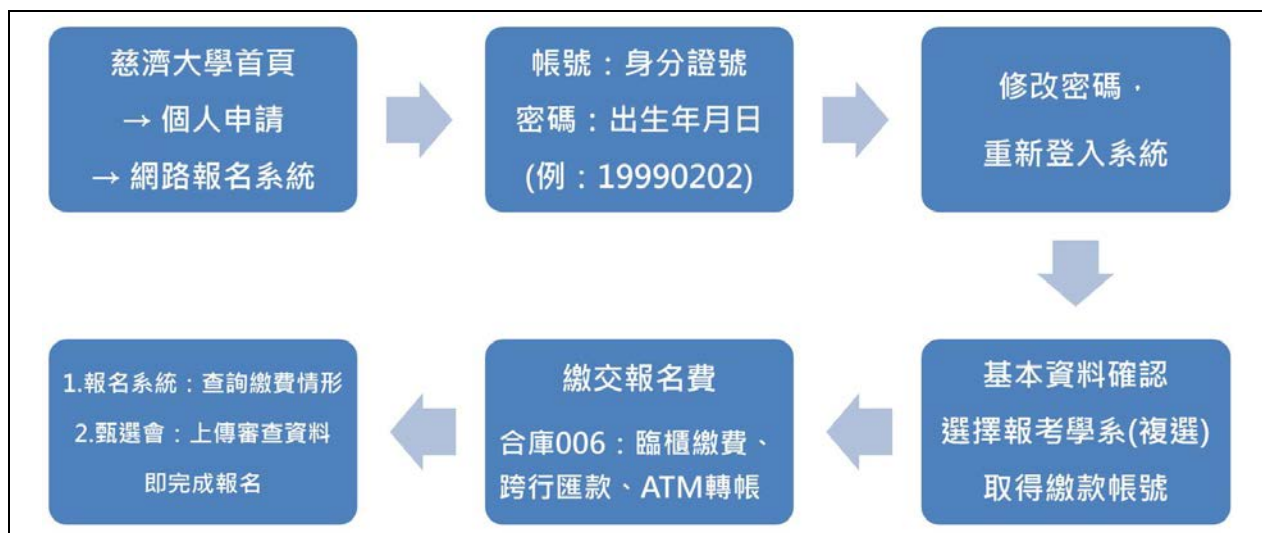 慈濟大學首頁
→ 個人申請
→ 網路報名系統
帳號：身分證號
密碼：出生年月日
(例：19990202)
修改密碼，
重新登入系統
基本資料確認
選擇報考學系(複選)
取得繳款帳號
繳交報名費
合庫006：臨櫃繳費、
跨行匯款、ATM轉帳
1.報名系統：查詢繳費情形
2.甄選會：上傳審查資料
即完成報名